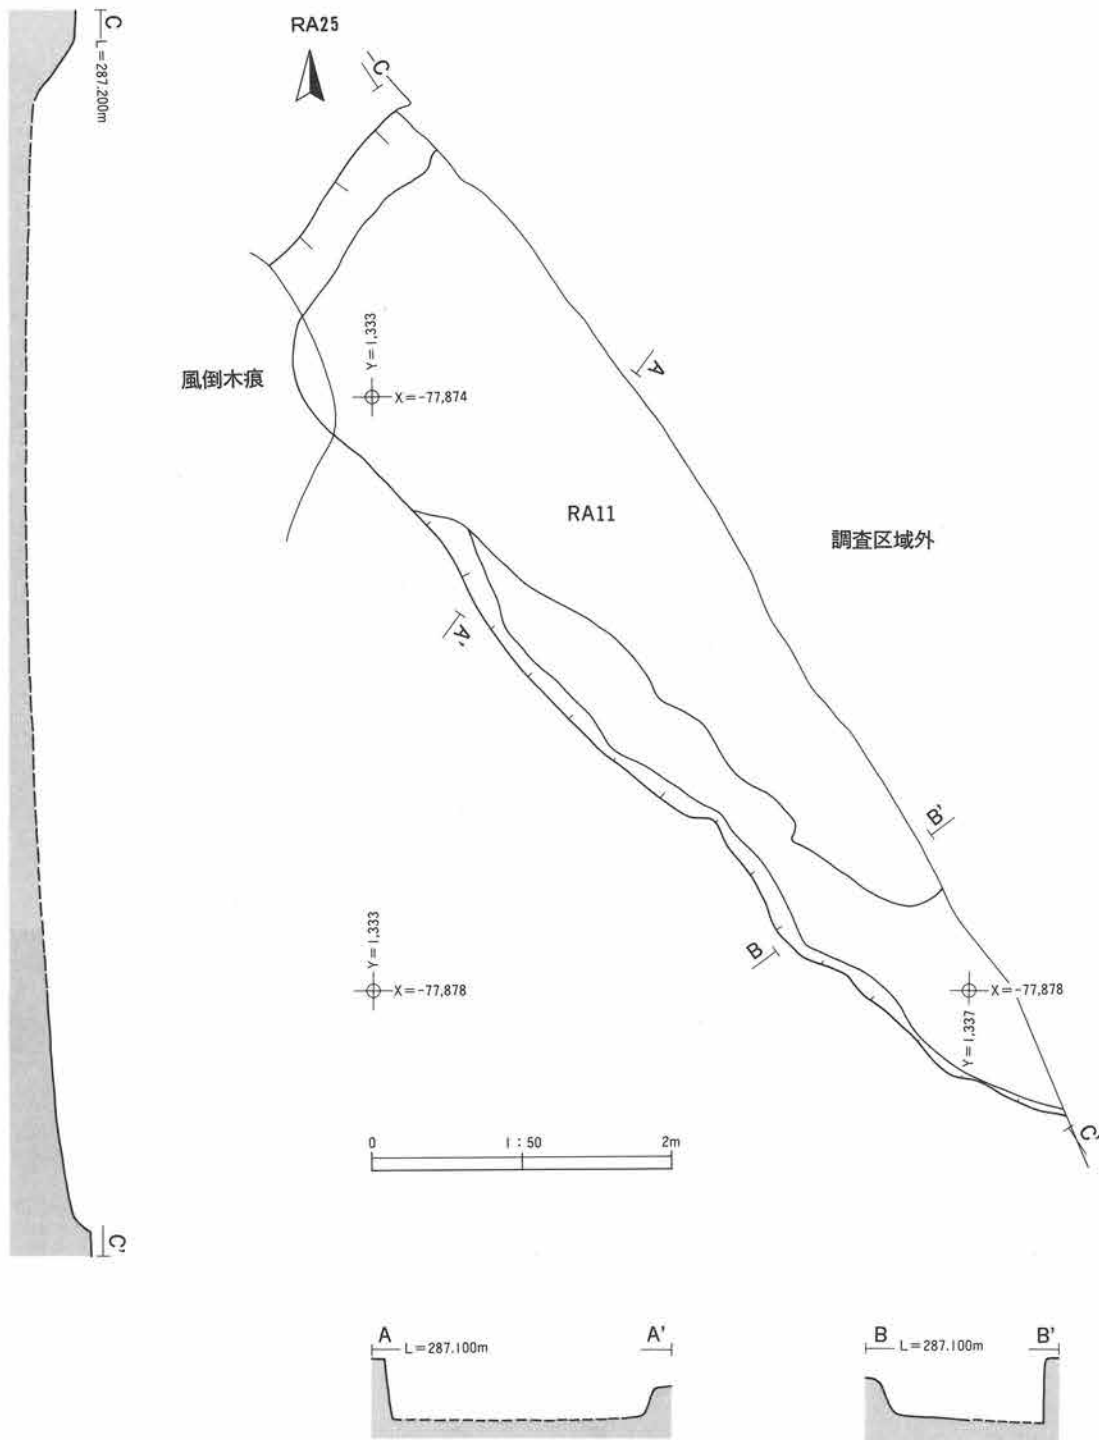 RA25
C
L=287.200m
C
Y=1,333
X=-77,874
風倒木痕
A
RA11
調査区域外
A'
B'
Y=1,333
X=-77,878
B
X=-77,878
Y=1,337
C'
0 1:50 2m
C'
A L=287.100m A'
B L=287.100m B'